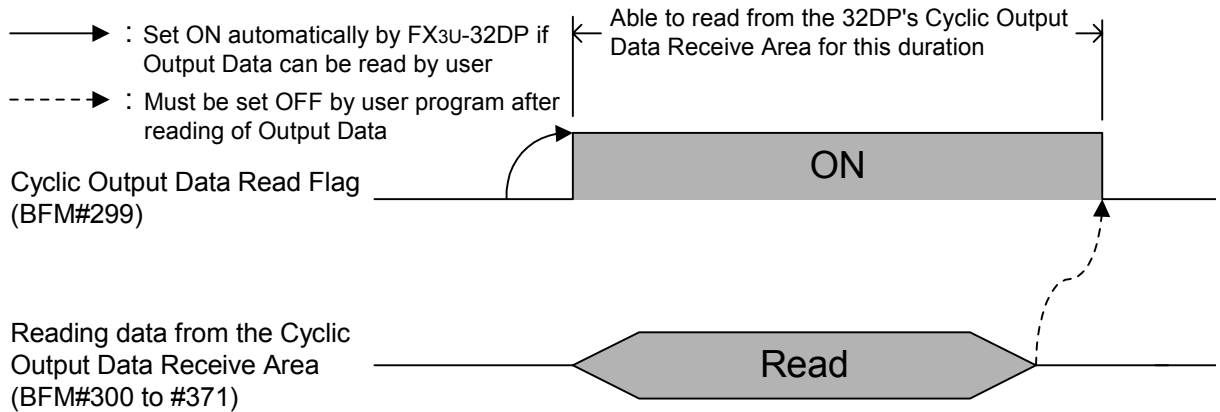 : Set ON automatically by FX3U-32DP if
Output Data can be read by user
: Must be set OFF by user program after
reading of Output Data
Able to read from the 32DP's Cyclic Output
Data Receive Area for this duration
Cyclic Output Data Read Flag
(BFM#299)
ON
Reading data from the Cyclic
Output Data Receive Area
(BFM#300 to #371)
Read